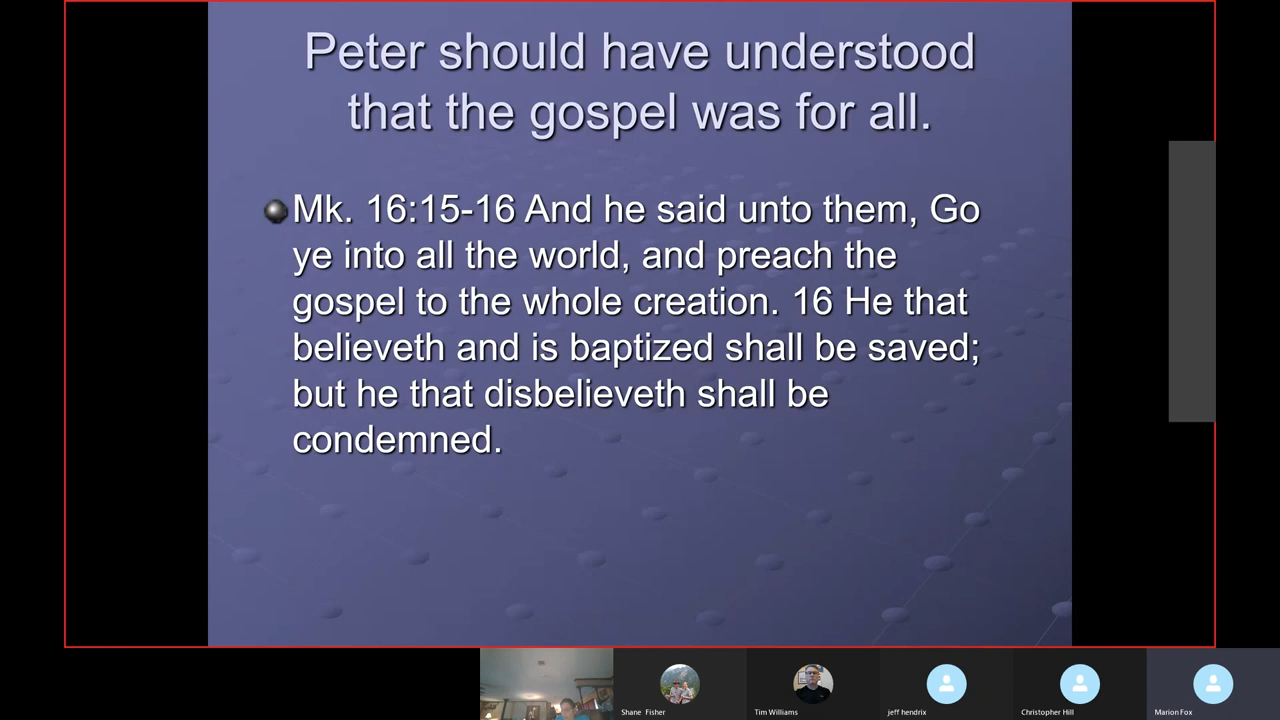 Peter should have understood
that the gospel was for all.
Mk. 16:15-16 And he said unto them, Go
ye into all the world, and preach the
gospel to the whole creation. 16 He that
believeth and is baptized shall be saved;
but he that disbelieveth shall be
condemned.
Shane Fisher
Tim Williams
jeff hendrix
Christopher Hill
Marion Fox